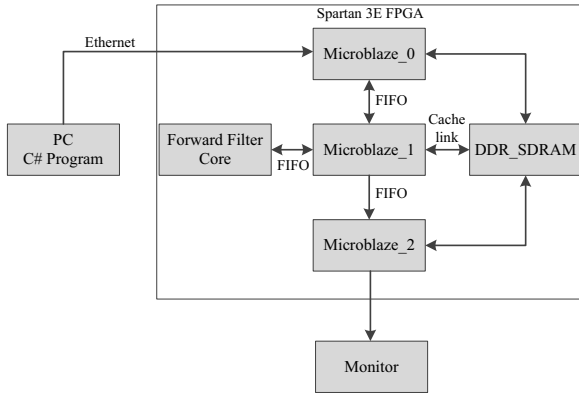 Spartan 3E FPGA
Ethernet
Microblaze_0
FIFO
Cache
link
PC
C# Program
Forward Filter
Core
FIFO
Microblaze_1
DDR_SDRAM
FIFO
Microblaze_2
Monitor